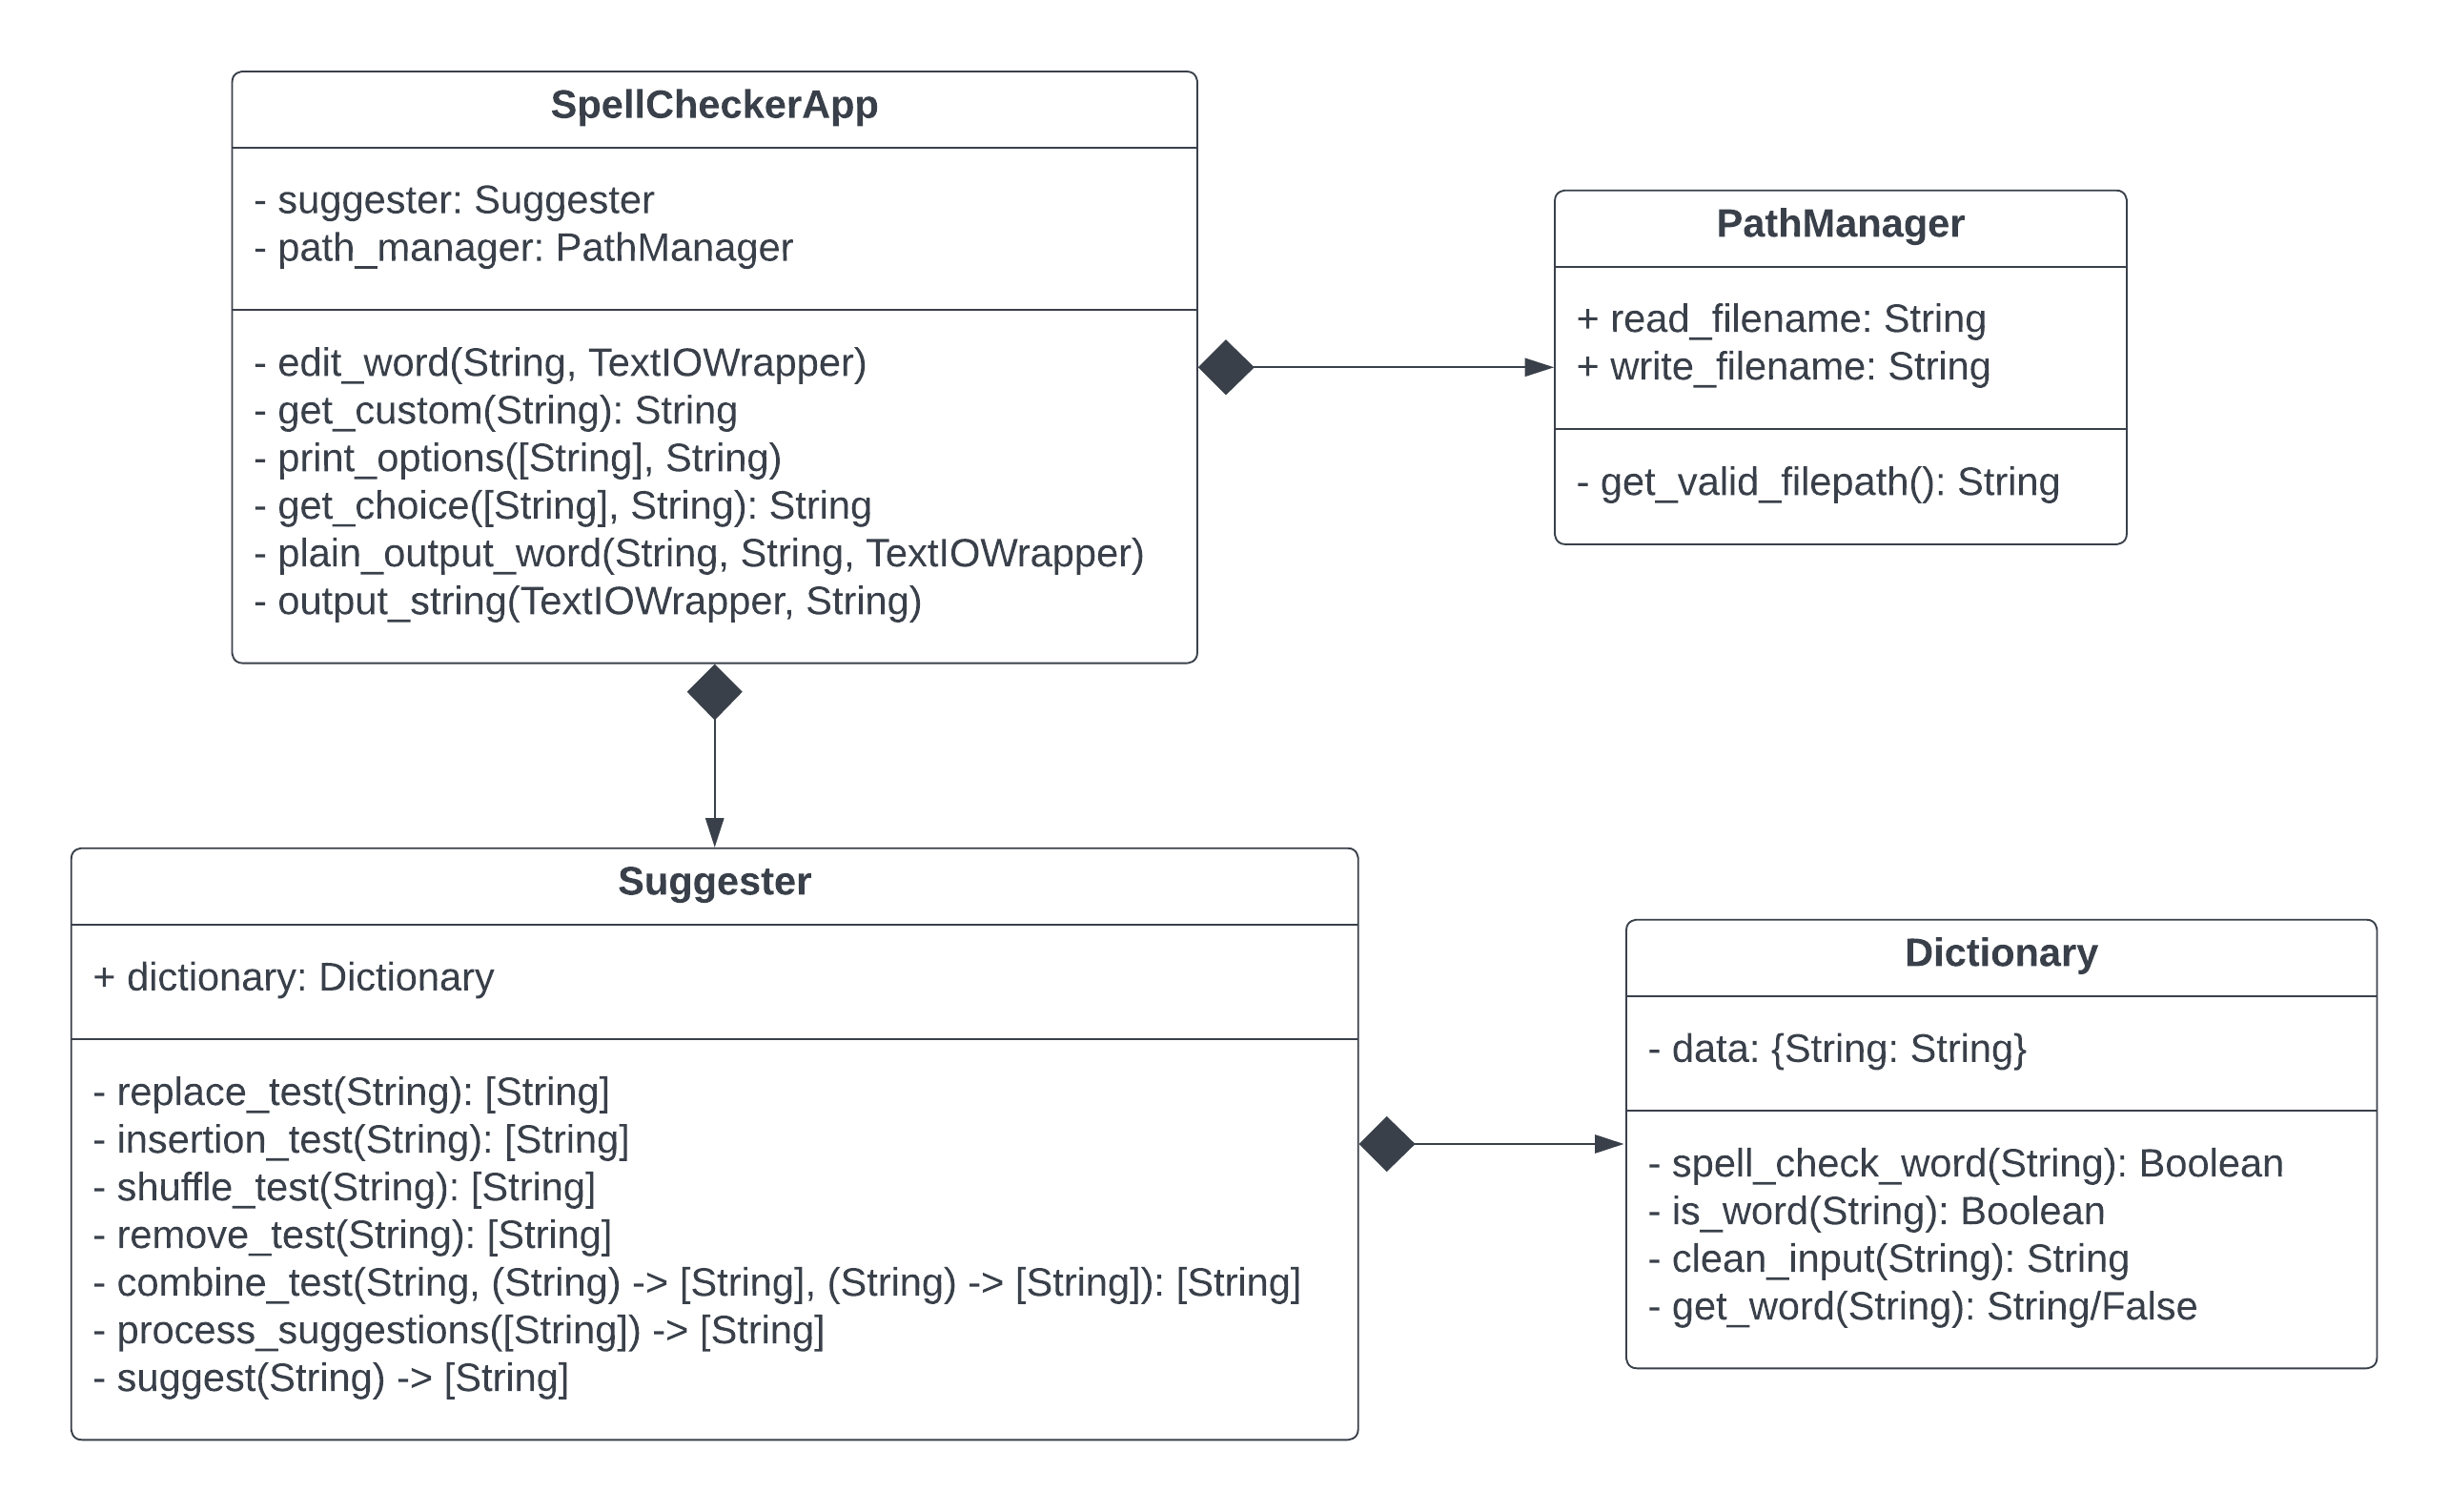 SpellCheckerApp
- suggester: Suggester
- path_manager: PathManager
- edit_word(String, TextIOWrapper)
- get_custom(String): String
- print_options([String], String)
- get_choice([String], String): String
- plain_output_word(String, String, TextIOWrapper)
- output_string(TextIOWrapper, String)
PathManager
+ read_filename: String
+ write_filename: String
- get_valid_filepath(): String
Suggester
+ dictionary: Dictionary
- replace_test(String): [String]
- insertion_test(String): [String]
- shuffle_test(String): [String]
- remove_test(String): [String]
- combine_test(String, (String) -> [String], (String) -> [String]): [String]
- process_suggestions([String]) -> [String]
- suggest(String) -> [String]
Dictionary
- data: {String: String}
- spell_check_word(String): Boolean
- is_word(String): Boolean
- clean_input(String): String
- get_word(String): String/False